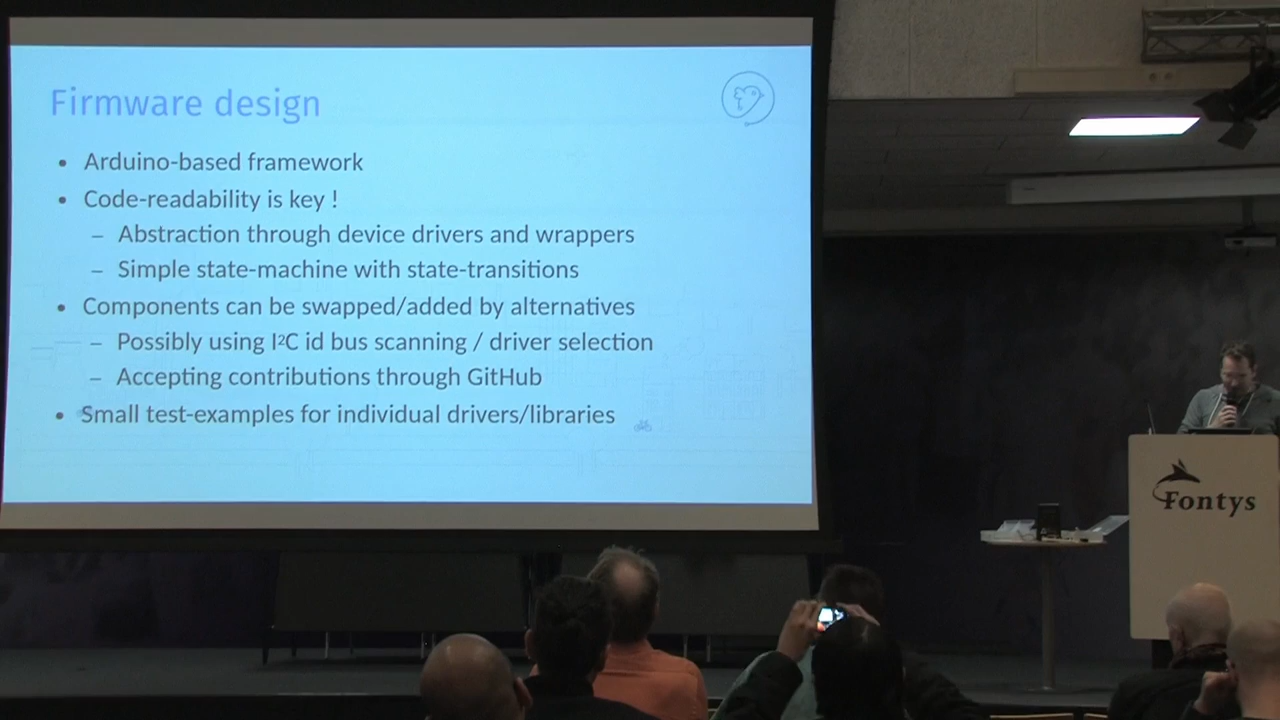 Firmware design
• Arduino-based framework
• Code-readability is key !
– Abstraction through device drivers and wrappers
– Simple state-machine with state-transitions
• Components can be swapped/added by alternatives
– Possibly using I²C id bus scanning / driver selection
– Accepting contributions through GitHub
• Small test-examples for individual drivers/libraries
Fontys